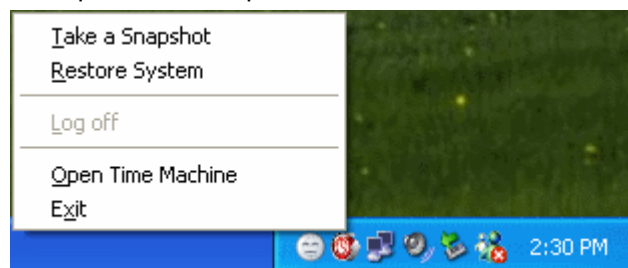 Take a Snapshot
Restore System
Log off
Open Time Machine
Exit
2:30 PM